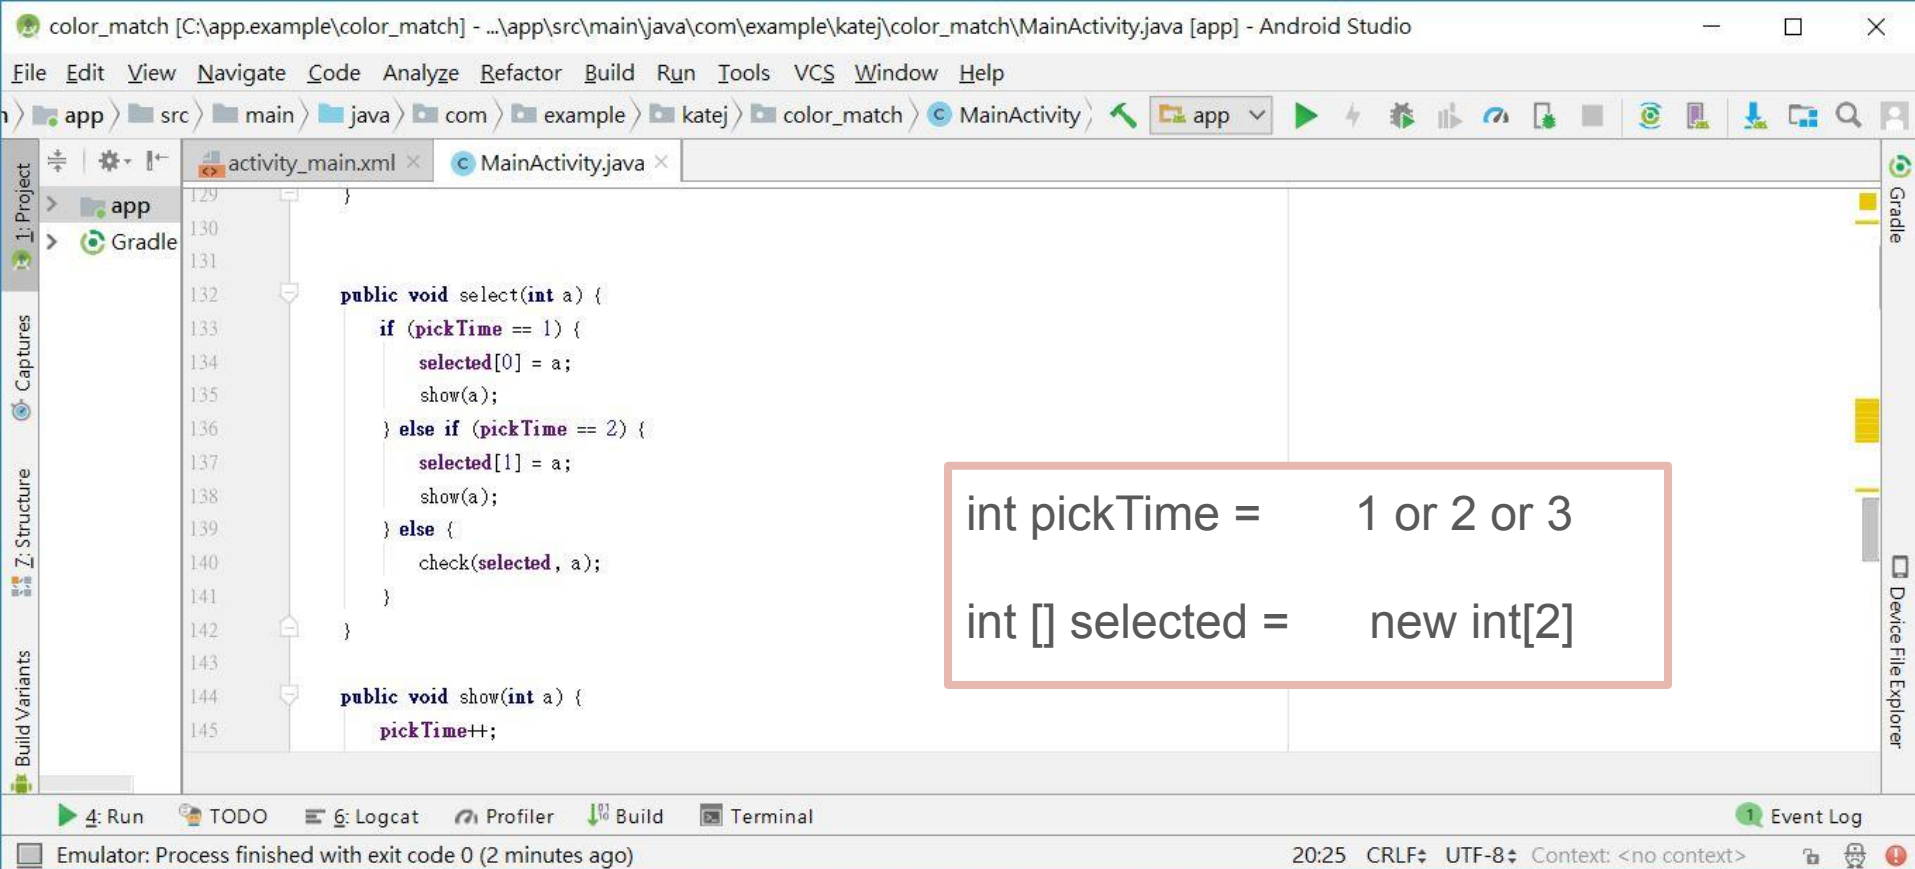 color_match [C:\app.example\color_match] - ...\app\src\main\java\com\example\katej\color_match\MainActivity.java [app] - Android Studio
File Edit View Navigate Code Analyze Refactor Build Run Tools VCS Window Help
app src main java com example katej color_match MainActivity app
activity_main.xml MainActivity.java
1: Project
Captures
Z: Structure
Build Variants
app
Gradle
129 }
130
131
132 public void select(int a) {
133 if (pickTime == 1) {
134 selected[0] = a;
135 show(a);
136 } else if (pickTime == 2) {
137 selected[1] = a;
138 show(a);
139 } else {
140 check(selected, a);
141 }
142 }
143
144 public void show(int a) {
145 pickTime++;
int pickTime = 1 or 2 or 3
int [] selected = new int[2]
Gradle
Device File Explorer
4: Run TODO 6: Logcat Profiler Build Terminal 1 Event Log
Emulator: Process finished with exit code 0 (2 minutes ago) 20:25 CRLF UTF-8 Context: <no context>